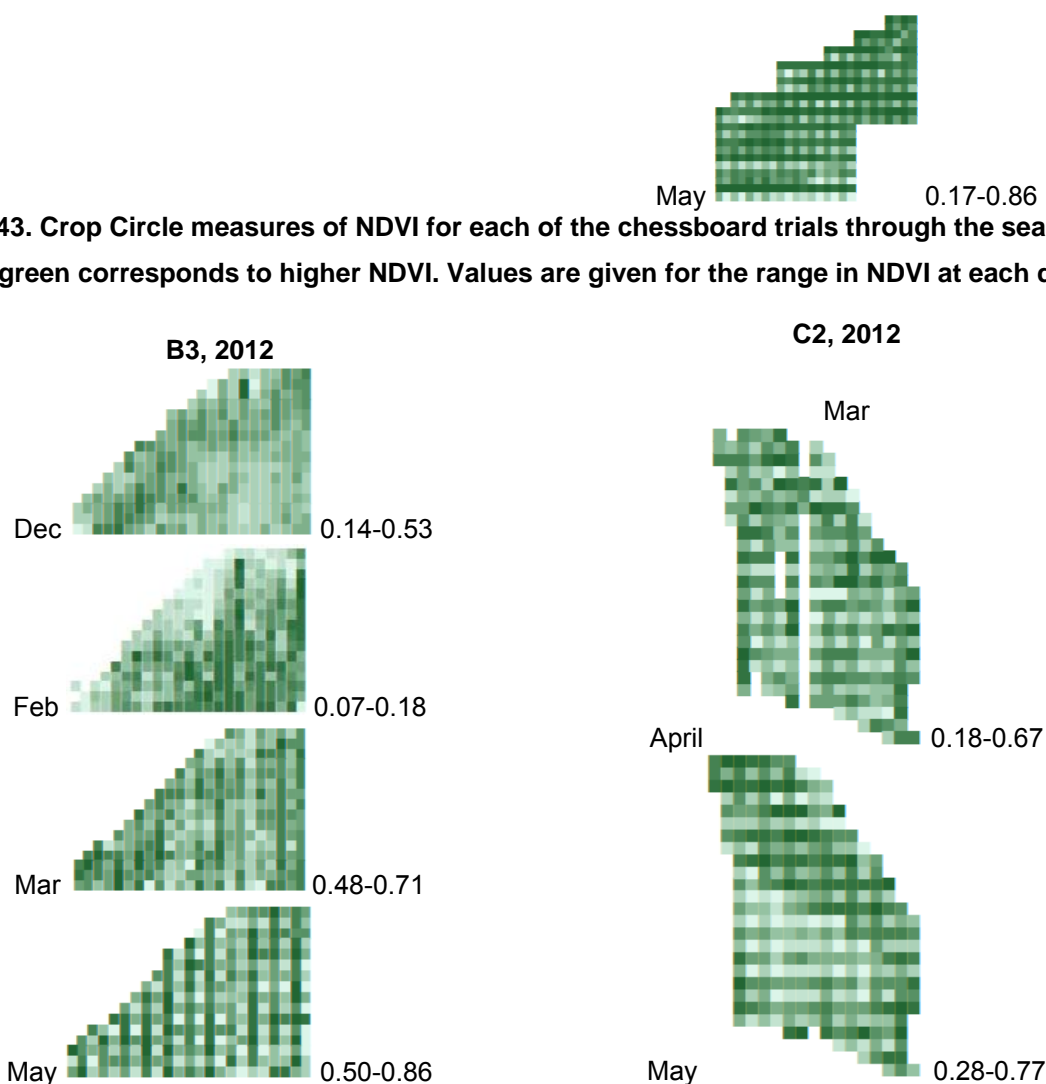 May 0.17-0.86
43. Crop Circle measures of NDVI for each of the chessboard trials through the sea
green corresponds to higher NDVI. Values are given for the range in NDVI at each
B3, 2012
Dec 0.14-0.53
Feb 0.07-0.18
Mar 0.48-0.71
May 0.50-0.86
C2, 2012
Mar
April 0.18-0.67
May 0.28-0.77